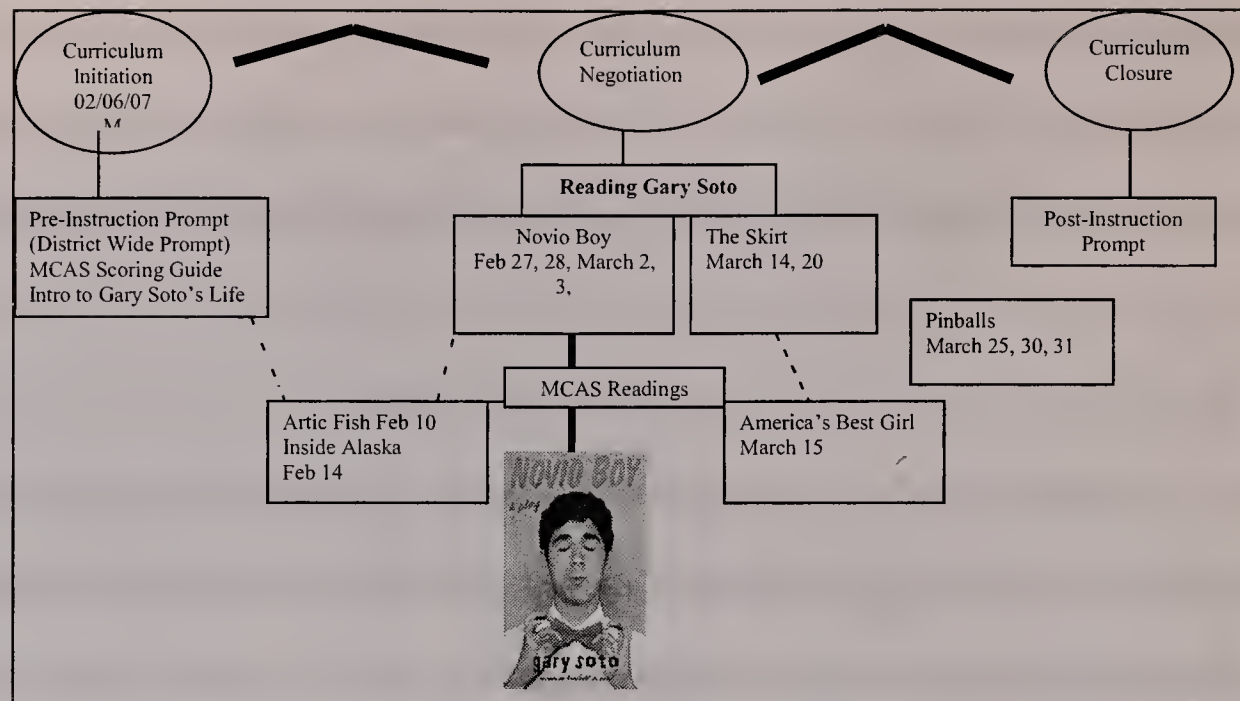 Curriculum
Initiation
02/06/07
Curriculum
Negotiation
Curriculum
Closure
Reading Gary Soto
Pre-Instruction Prompt
(District Wide Prompt)
MCAS Scoring Guide
Intro to Gary Soto's Life
Novio Boy
Feb 27, 28, March 2,
3,
The Skirt
March 14, 20
Post-Instruction
Prompt
Pinballs
March 25, 30, 31
MCAS Readings
Artic Fish Feb 10
Inside Alaska
Feb 14
America's Best Girl
March 15
NOVIO BOY
a play
gary soto